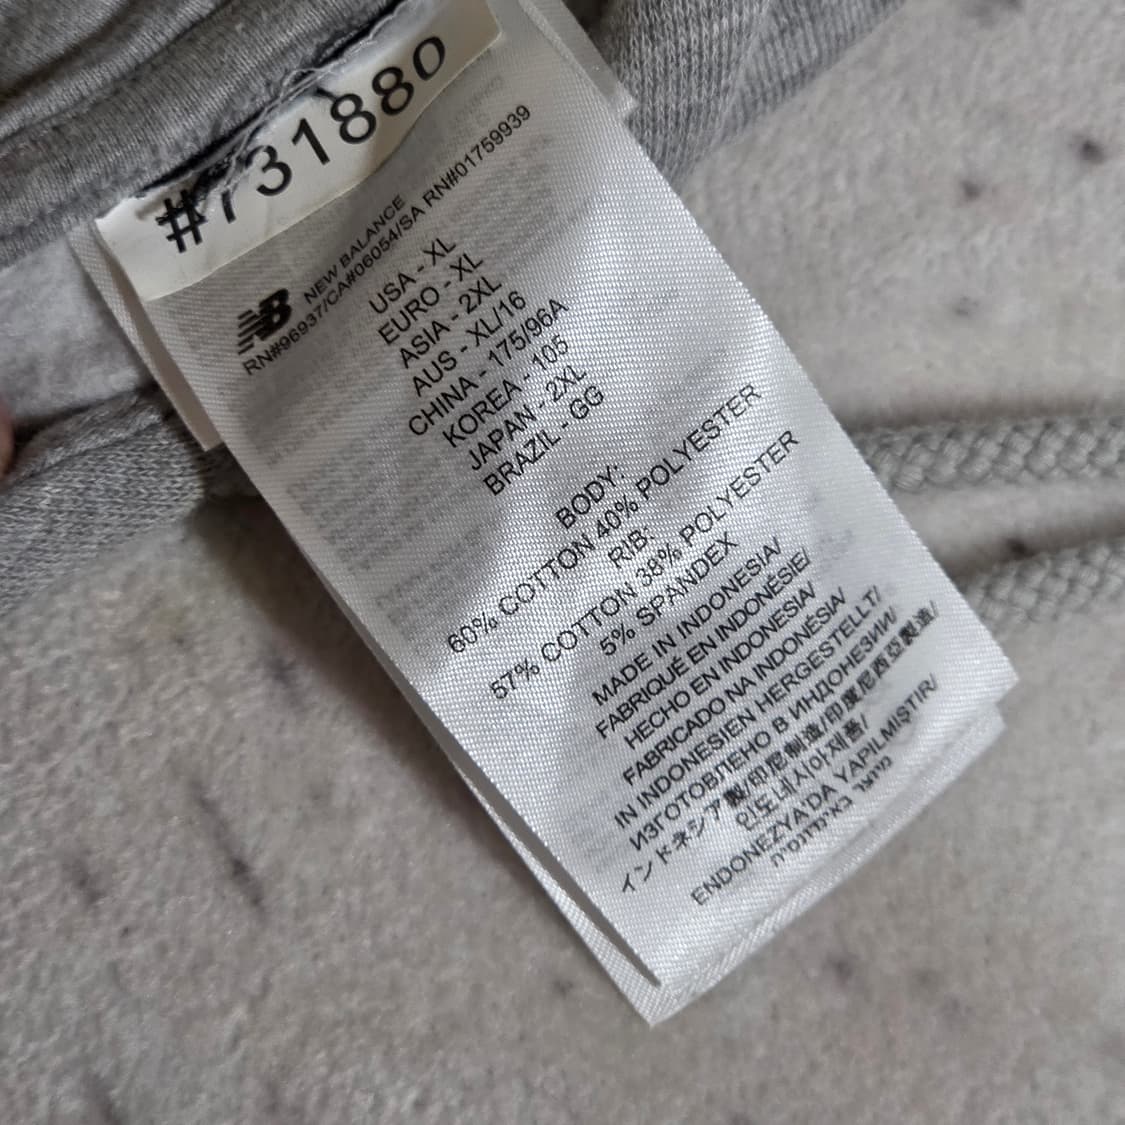 #731880
NB NEW BALANCE
RN#96937/CA#06054/SA RN#01759939
USA - XL
EURO - XL
ASIA - 2XL
AUS - XL/16
CHINA - 175/96A
KOREA - 105
JAPAN - 2XL
BRAZIL - GG
BODY:
60% COTTON 40% POLYESTER
RIB:
57% COTTON 38% POLYESTER
5% SPANDEX
MADE IN INDONESIA/
FABRIQUÉ EN INDONÉSIE/
HECHO EN INDONESIA/
FABRICADO NA INDONÉSIA/
IN INDONESIEN HERGESTELLT/
ИЗГОТОВЛЕНО В ИНДОНЕЗИИ/
インドネシア製/印尼制造/印度尼西亞製造/
인도네시아제품/
ENDONEZYA'DA YAPILMIŞTIR/